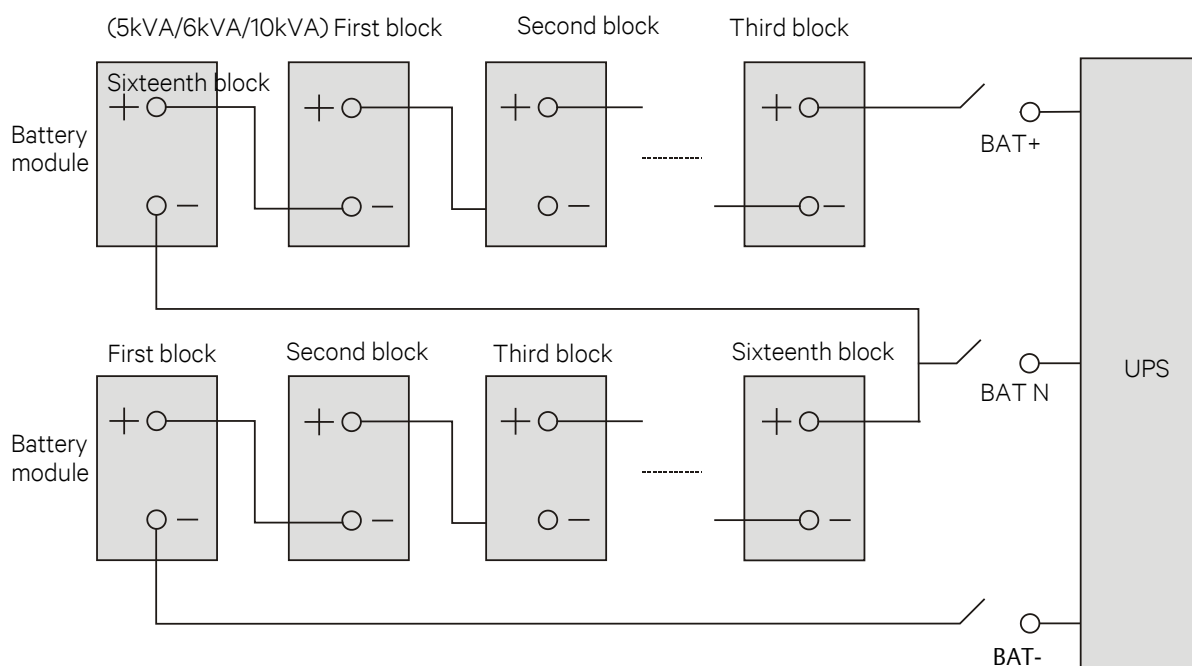 (5kVA/6kVA/10kVA) First block Second block Third block
Sixteenth block
+ + + +
Battery
module
BAT+
− − − −
First block Second block Third block Sixteenth block
BAT N
UPS
+ + + +
Battery
module
− − − −
BAT-